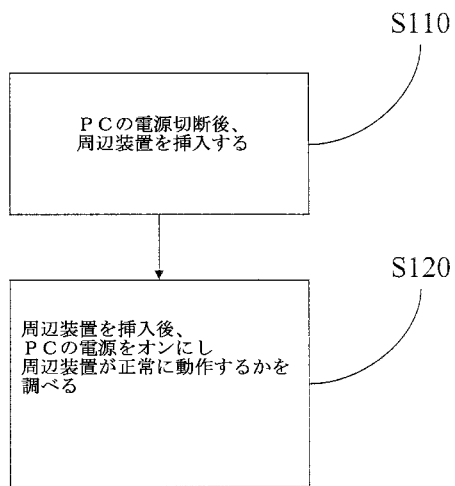 S110
ＰＣの電源切断後、
周辺装置を挿入する
S120
周辺装置を挿入後、
ＰＣの電源をオンにし
周辺装置が正常に動作するかを
調べる